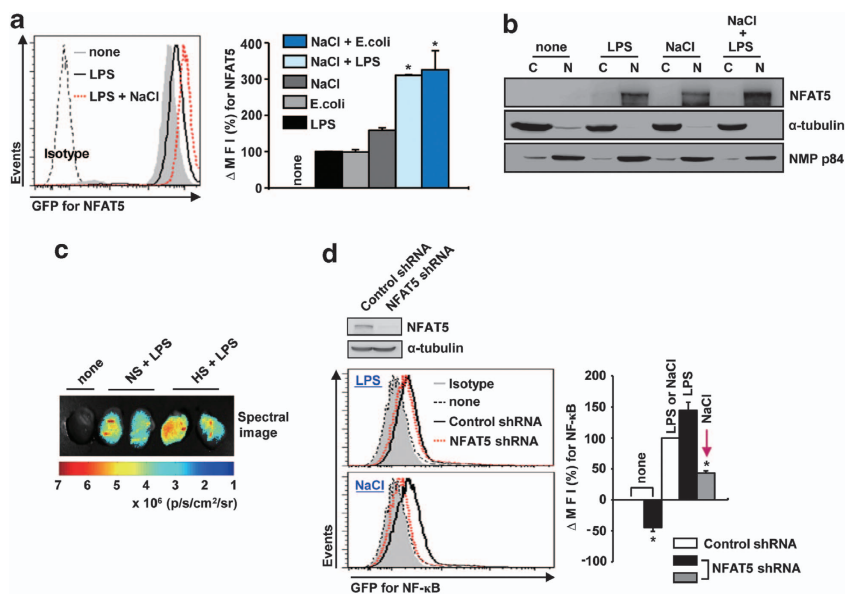 a
none
LPS
LPS + NaCl
Isotype
Events
GFP for NFAT5
Δ M F I (%) for NFAT5
400
300
200
100
0
NaCl + E.coli
NaCl + LPS
NaCl
E.coli
LPS
none
*
*
b
none
LPS
NaCl
NaCl
+
LPS
C N C N C N C N
NFAT5
α-tubulin
NMP p84
c
none
NS + LPS
HS + LPS
Spectral
image
7 6 5 4 3 2 1
x 10⁶ (p/s/cm²/sr)
d
Control shRNA
NFAT5 shRNA
NFAT5
α-tubulin
LPS
Isotype
none
Control shRNA
NFAT5 shRNA
NaCl
Events
GFP for NF-κB
Δ M F I (%) for NF-κB
200
150
100
50
0
-50
-100
none
LPS or NaCl
LPS
NaCl
*
*
Control shRNA
NFAT5 shRNA